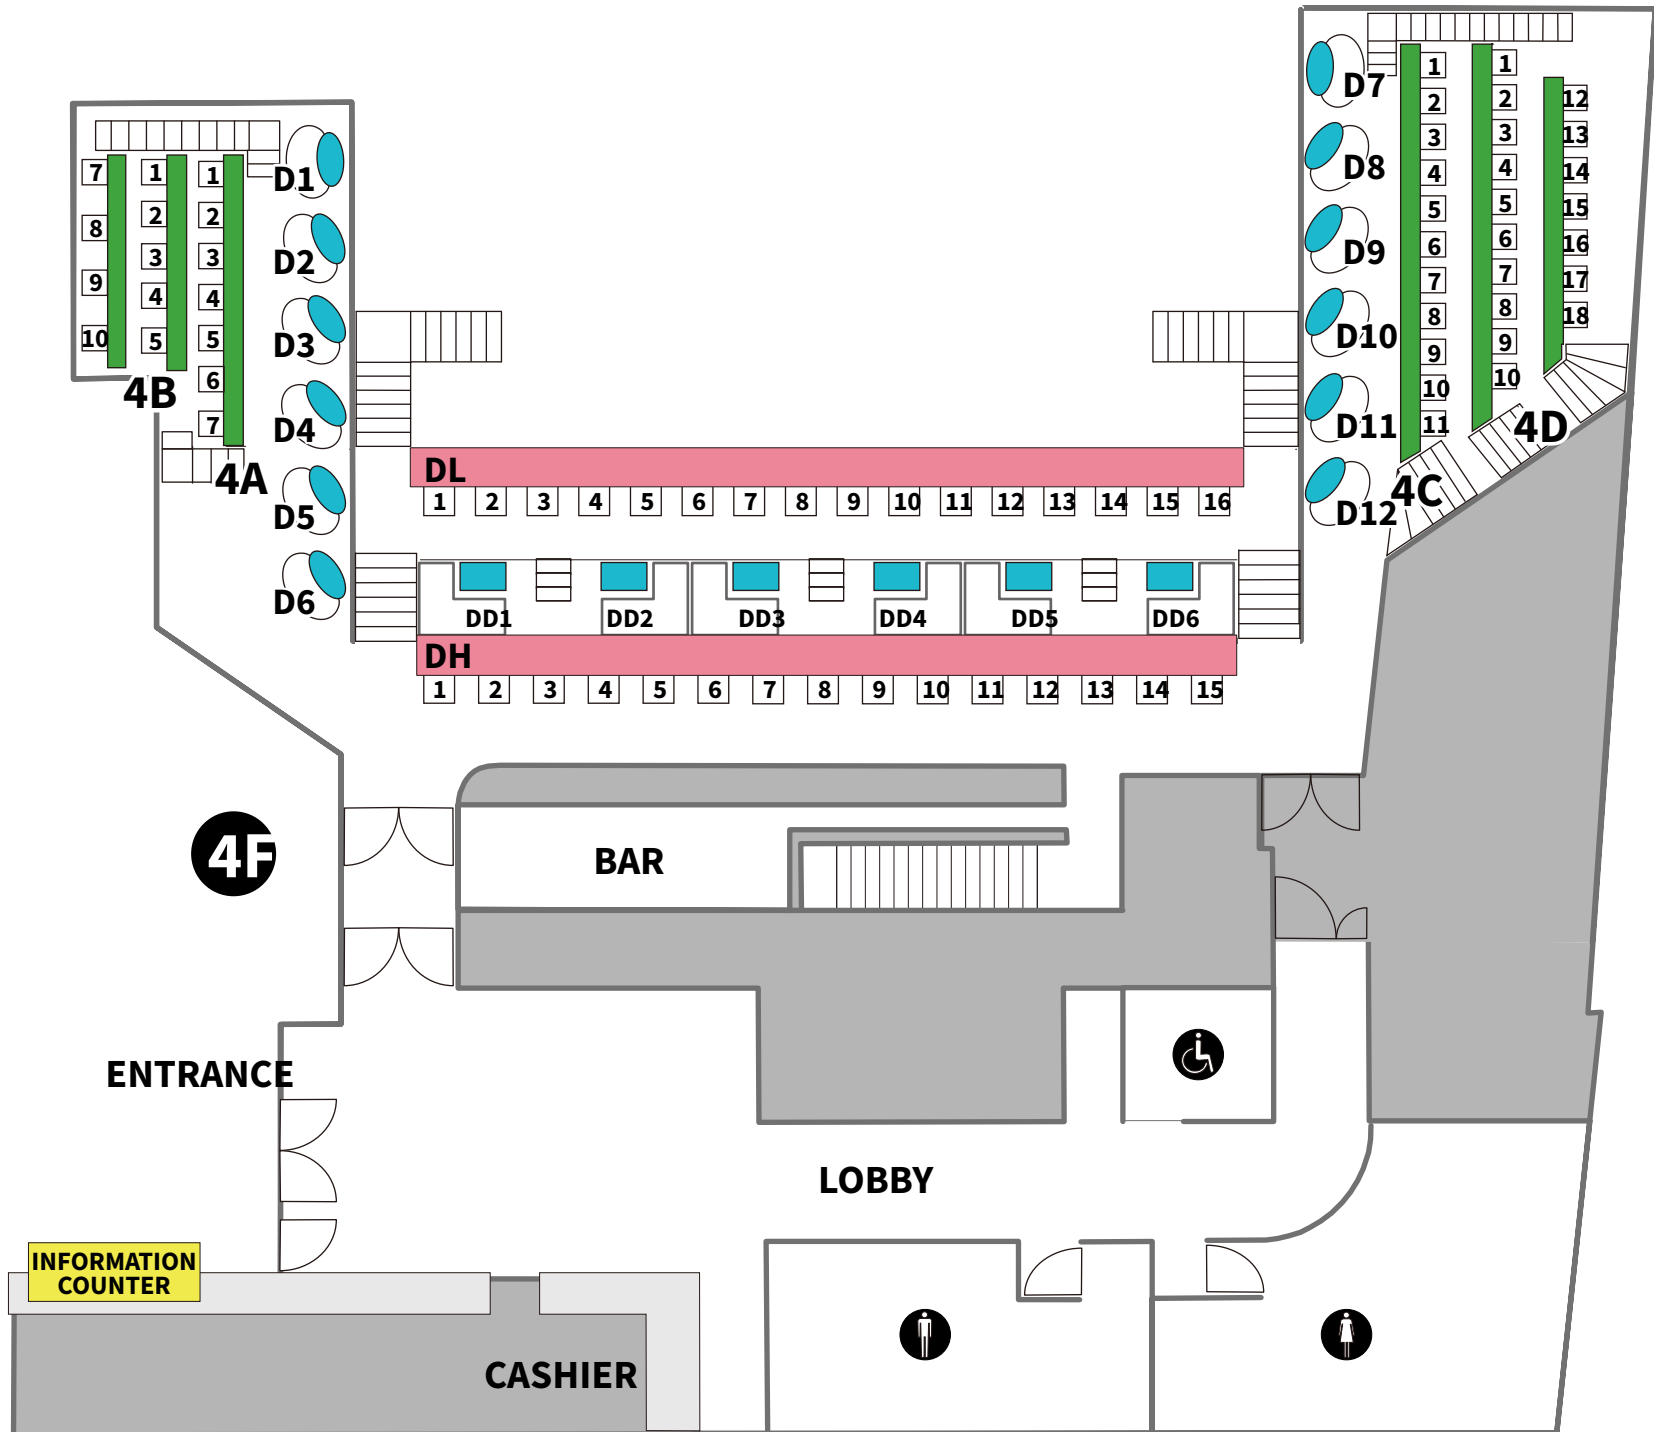 D1
D2
D3
D4
D5
D6
7
8
9
10
1
2
3
4
5
4B
1
2
3
4
5
6
7
4A
D7
D8
D9
D10
D11
D12
1
2
3
4
5
6
7
8
9
10
11
4C
1
2
3
4
5
6
7
8
9
10
12
13
14
15
16
17
18
4D
DL
1 2 3 4 5 6 7 8 9 10 11 12 13 14 15 16
DD1 DD2 DD3 DD4 DD5 DD6
DH
1 2 3 4 5 6 7 8 9 10 11 12 13 14 15
4F
BAR
ENTRANCE
LOBBY
INFORMATION
COUNTER
CASHIER